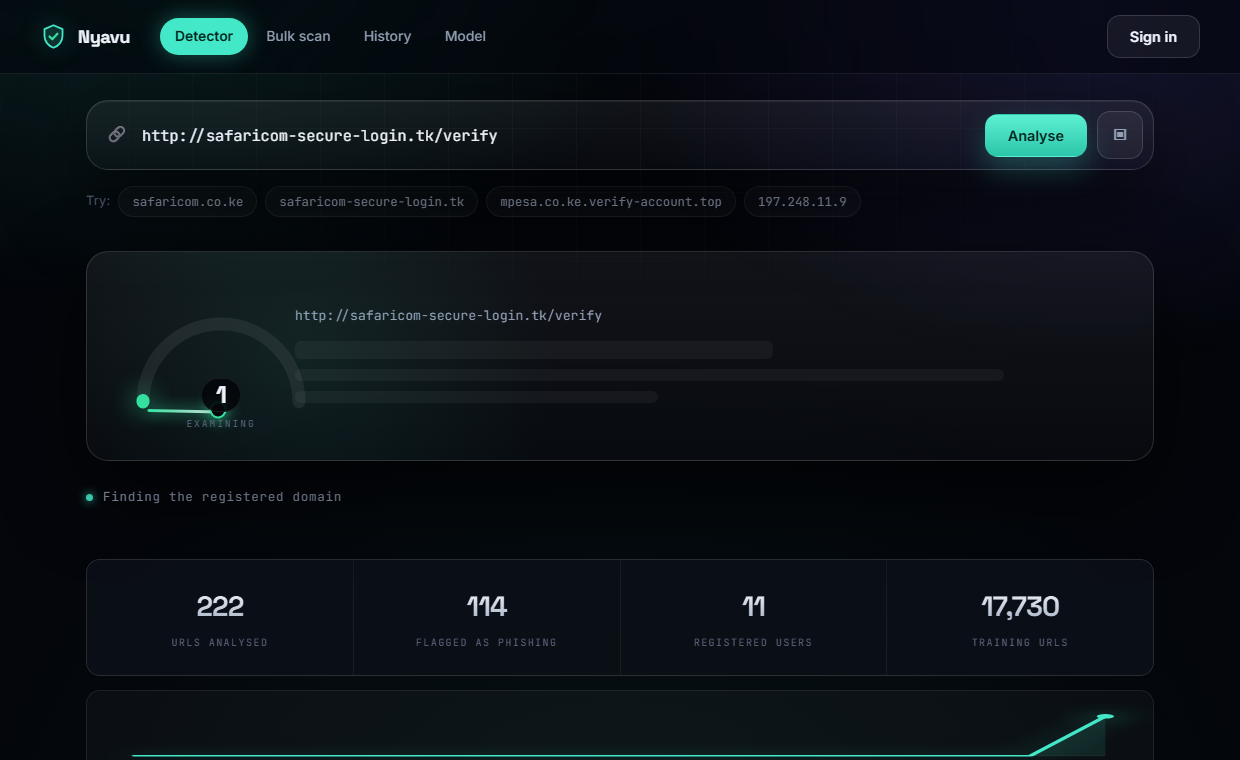 Nyavu
Detector
Bulk scan
History
Model
Sign in
http://safaricom-secure-login.tk/verify
Analyse
Try:
safaricom.co.ke
safaricom-secure-login.tk
mpesa.co.ke.verify-account.top
197.248.11.9
http://safaricom-secure-login.tk/verify
1
EXAMINING
Finding the registered domain
222
URLS ANALYSED
114
FLAGGED AS PHISHING
11
REGISTERED USERS
17,730
TRAINING URLS